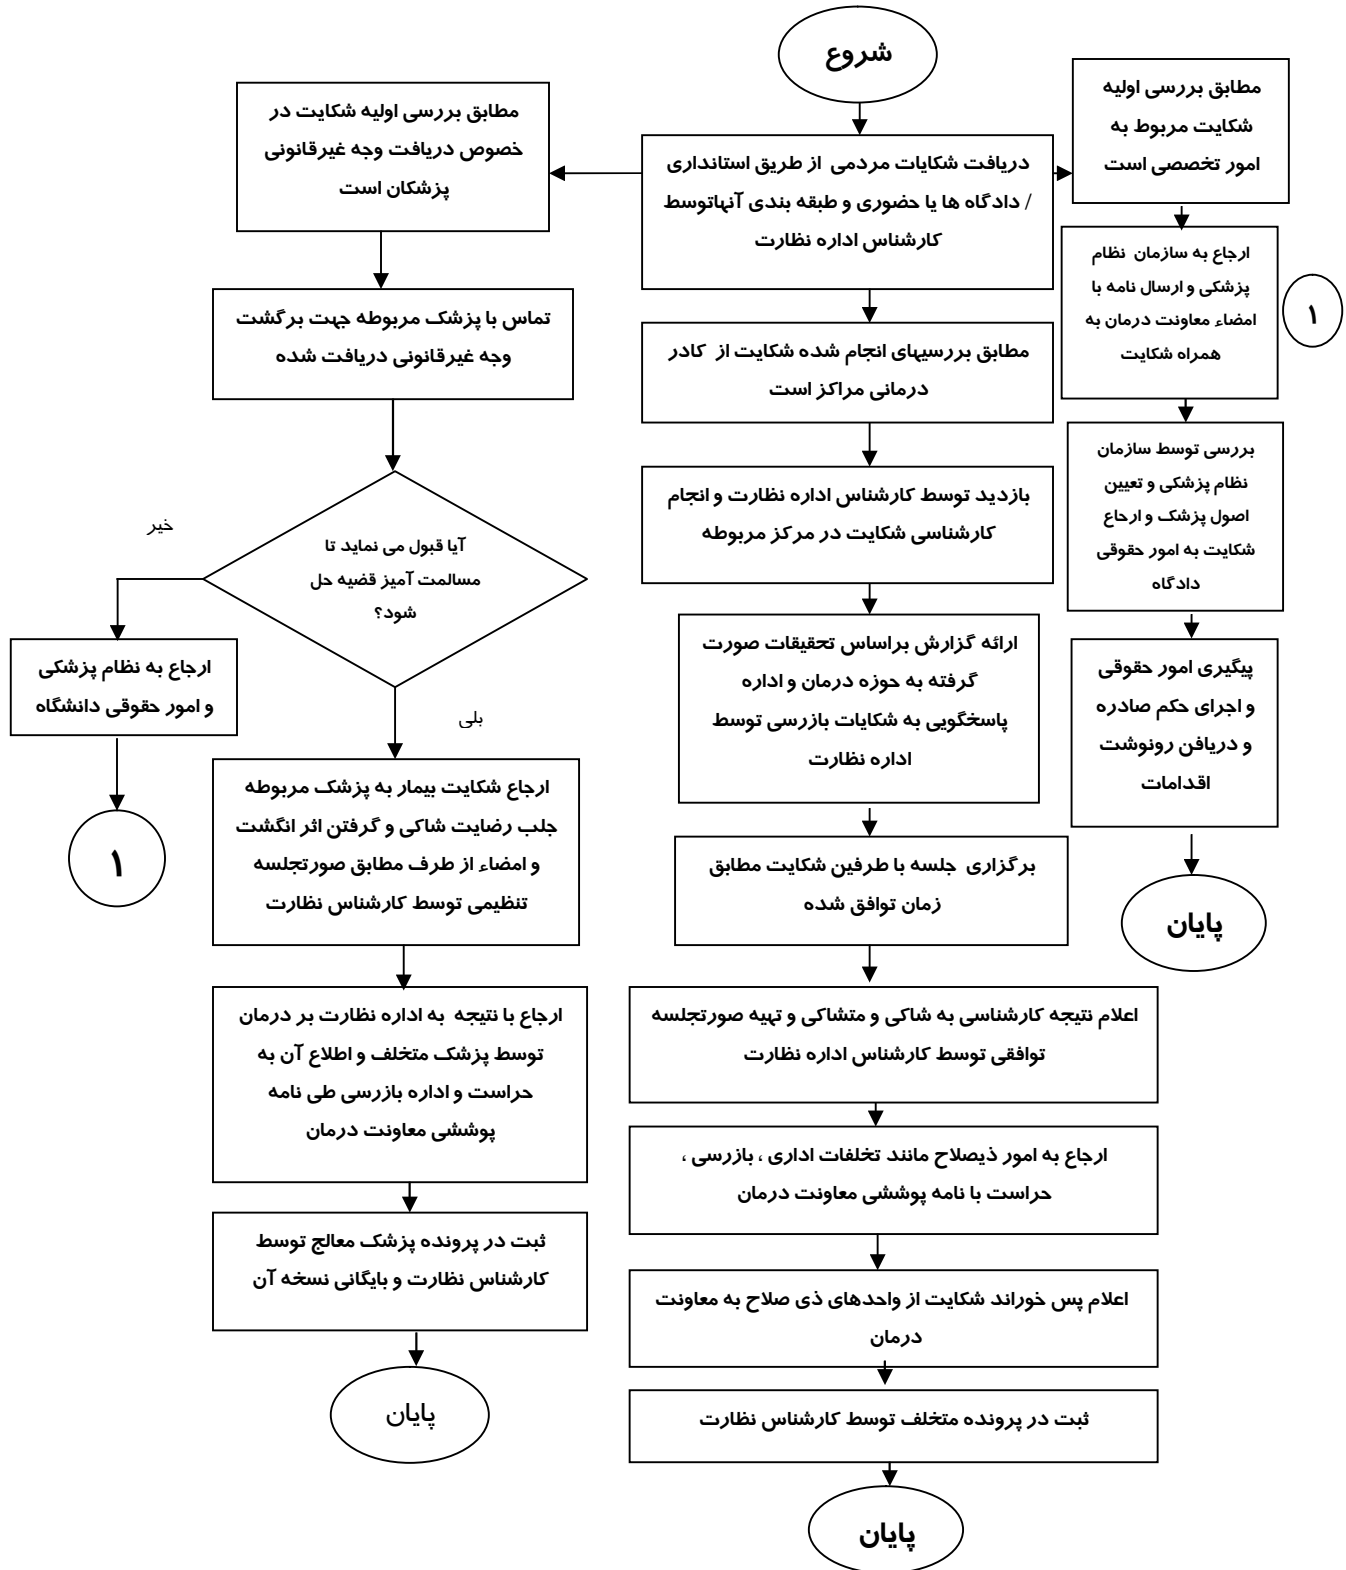 شروع
دریافت شکایات مردمی از طریق استانداری
/ دادگاه ها یا حضوری و طبقه بندی آنهاتوسط
کارشناس اداره نظارت
مطابق بررسی اولیه
شکایت مربوط به
امور تخصصی است
ارجاع به سازمان نظام
پزشکی و ارسال نامه با
امضاء معاونت درمان به
همراه شکایت
۱
بررسی توسط سازمان
نظام پزشکی و تعیین
اصول پزشک و ارجاع
شکایت به امور حقوقی
دادگاه
پیگیری امور حقوقی
و اجرای حکم صادره
و دریافن رونوشت
اقدامات
پایان
مطابق بررسیهای انجام شده شکایت از کادر
درمانی مراکز است
بازدید توسط کارشناس اداره نظارت و انجام
کارشناسی شکایت در مرکز مربوطه
ارائه گزارش براساس تحقیقات صورت
گرفته به حوزه درمان و اداره
پاسخگویی به شکایات بازرسی توسط
اداره نظارت
برگزاری جلسه با طرفین شکایت مطابق
زمان توافق شده
اعلام نتیجه کارشناسی به شاکی و متشاکی و تهیه صورتجلسه
توافقی توسط کارشناس اداره نظارت
ارجاع به امور ذیصلاح مانند تخلفات اداری ، بازرسی ،
حراست با نامه پوششی معاونت درمان
اعلام پس خوراند شکایت از واحدهای ذی صلاح به معاونت
درمان
ثبت در پرونده متخلف توسط کارشناس نظارت
پایان
مطابق بررسی اولیه شکایت در
خصوص دریافت وجه غیرقانونی
پزشکان است
تماس با پزشک مربوطه جهت برگشت
وجه غیرقانونی دریافت شده
آیا قبول می نماید تا
مسالمت آمیز قضیه حل
شود؟
خیر
ارجاع به نظام پزشکی
و امور حقوقی دانشگاه
۱
بلی
ارجاع شکایت بیمار به پزشک مربوطه
جلب رضایت شاکی و گرفتن اثر انگشت
و امضاء از طرف مطابق صورتجلسه
تنظیمی توسط کارشناس نظارت
ارجاع با نتیجه به اداره نظارت بر درمان
توسط پزشک متخلف و اطلاع آن به
حراست و اداره بازرسی طی نامه
پوششی معاونت درمان
ثبت در پرونده پزشک معالج توسط
کارشناس نظارت و بایگانی نسخه آن
پایان